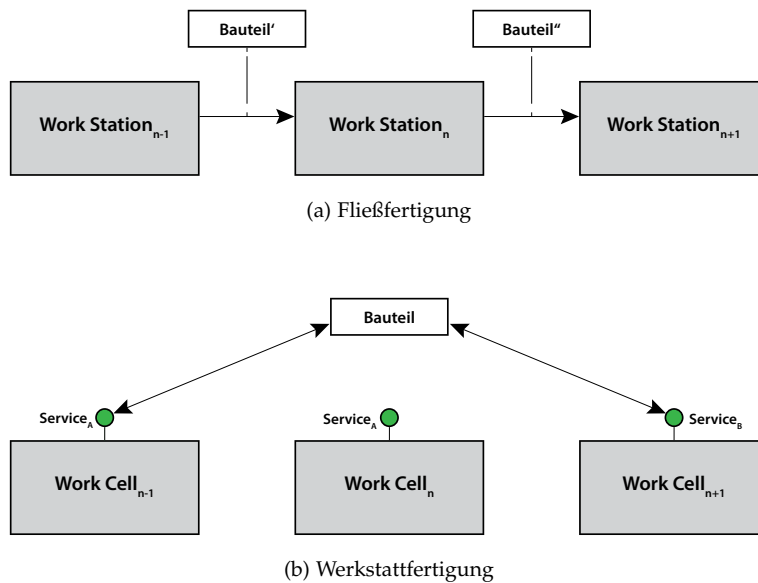 Bauteil‘ Bauteil“
Work Station n-1 Work Station n Work Station n+1
(a) Fließfertigung
Bauteil
Service A Service A Service B
Work Cell n-1 Work Cell n Work Cell n+1
(b) Werkstattfertigung